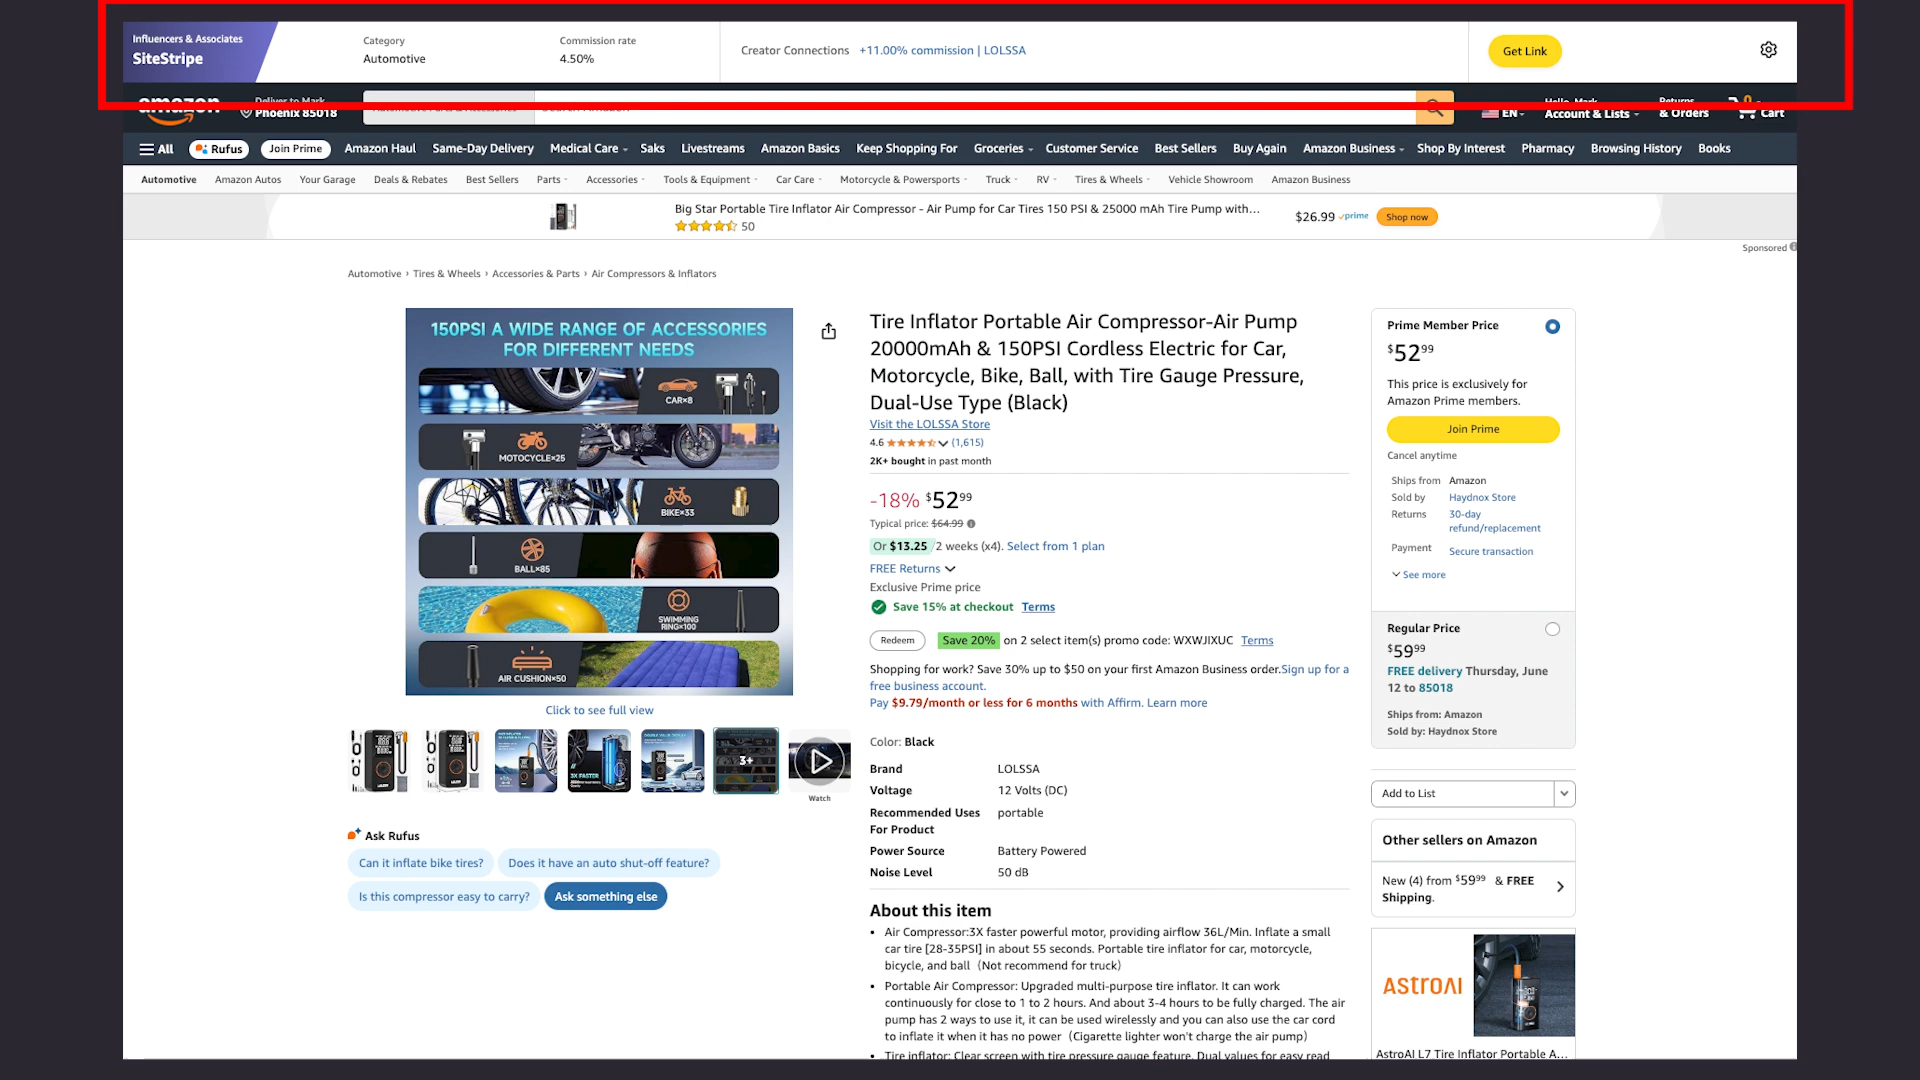 Influencers & Associates
SiteStripe
Category
Automotive
Commission rate
4.50%
Creator Connections +11.00% commission | LOLSSA
Get Link
amazon
Deliver to Mark
Phoenix 85018
EN
Hello, Mark
Account & Lists
Returns
& Orders
0
Cart
All
Rufus
Join Prime
Amazon Haul
Same-Day Delivery
Medical Care
Saks
Livestreams
Amazon Basics
Keep Shopping For
Groceries
Customer Service
Best Sellers
Buy Again
Amazon Business
Shop By Interest
Pharmacy
Browsing History
Books
Automotive
Amazon Autos
Your Garage
Deals & Rebates
Best Sellers
Parts
Accessories
Tools & Equipment
Car Care
Motorcycle & Powersports
Truck
RV
Tires & Wheels
Vehicle Showroom
Amazon Business
Big Star Portable Tire Inflator Air Compressor - Air Pump for Car Tires 150 PSI & 25000 mAh Tire Pump with...
50
$26.99 prime
Shop now
Sponsored
Automotive › Tires & Wheels › Accessories & Parts › Air Compressors & Inflators
150PSI A WIDE RANGE OF ACCESSORIES
FOR DIFFERENT NEEDS
CAR×8
MOTOCYCLE×25
BIKE×33
BALL×85
SWIMMING
RING×100
AIR CUSHION×50
Click to see full view
3+
Watch
Ask Rufus
Can it inflate bike tires?
Does it have an auto shut-off feature?
Is this compressor easy to carry?
Ask something else
Tire Inflator Portable Air Compressor-Air Pump
20000mAh & 150PSI Cordless Electric for Car,
Motorcycle, Bike, Ball, with Tire Gauge Pressure,
Dual-Use Type (Black)
Visit the LOLSSA Store
4.6 (1,615)
2K+ bought in past month
-18% $52⁹⁹
Typical price: $64.99
Or $13.25 /2 weeks (x4). Select from 1 plan
FREE Returns
Exclusive Prime price
Save 15% at checkout Terms
Redeem Save 20% on 2 select item(s) promo code: WXWJIXUC Terms
Shopping for work? Save 30% up to $50 on your first Amazon Business order.Sign up for a
free business account.
Pay $9.79/month or less for 6 months with Affirm. Learn more
Color: Black
Brand LOLSSA
Voltage 12 Volts (DC)
Recommended Uses portable
For Product
Power Source Battery Powered
Noise Level 50 dB
About this item
• Air Compressor:3X faster powerful motor, providing airflow 36L/Min. Inflate a small
car tire [28-35PSI] in about 55 seconds. Portable tire inflator for car, motorcycle,
bicycle, and ball（Not recommend for truck）
• Portable Air Compressor: Upgraded multi-purpose tire inflator. It can work
continuously for close to 1 to 2 hours. And about 3-4 hours to be fully charged. The air
pump has 2 ways to use it, it can be used wirelessly and you can also use the car cord
to inflate it when it has no power（Cigarette lighter won't charge the air pump）
• Tire inflator: Clear screen with tire pressure gauge feature. Dual values for easy read
Prime Member Price
$52⁹⁹
This price is exclusively for
Amazon Prime members.
Join Prime
Cancel anytime
Ships from Amazon
Sold by Haydnox Store
Returns 30-day
refund/replacement
Payment Secure transaction
See more
Regular Price
$59⁹⁹
FREE delivery Thursday, June
12 to 85018
Ships from: Amazon
Sold by: Haydnox Store
Add to List
Other sellers on Amazon
New (4) from $59⁹⁹ & FREE
Shipping.
ASTROAI
AstroAI L7 Tire Inflator Portable A...